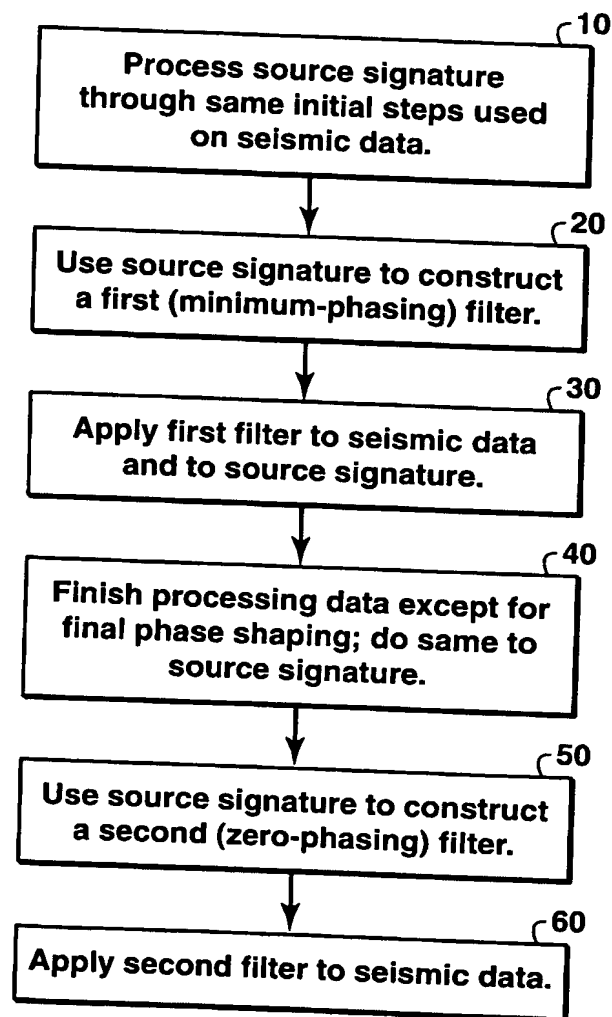 10
Process source signature
through same initial steps used
on seismic data.
20
Use source signature to construct
a first (minimum-phasing) filter.
30
Apply first filter to seismic data
and to source signature.
40
Finish processing data except for
final phase shaping; do same to
source signature.
50
Use source signature to construct
a second (zero-phasing) filter.
60
Apply second filter to seismic data.